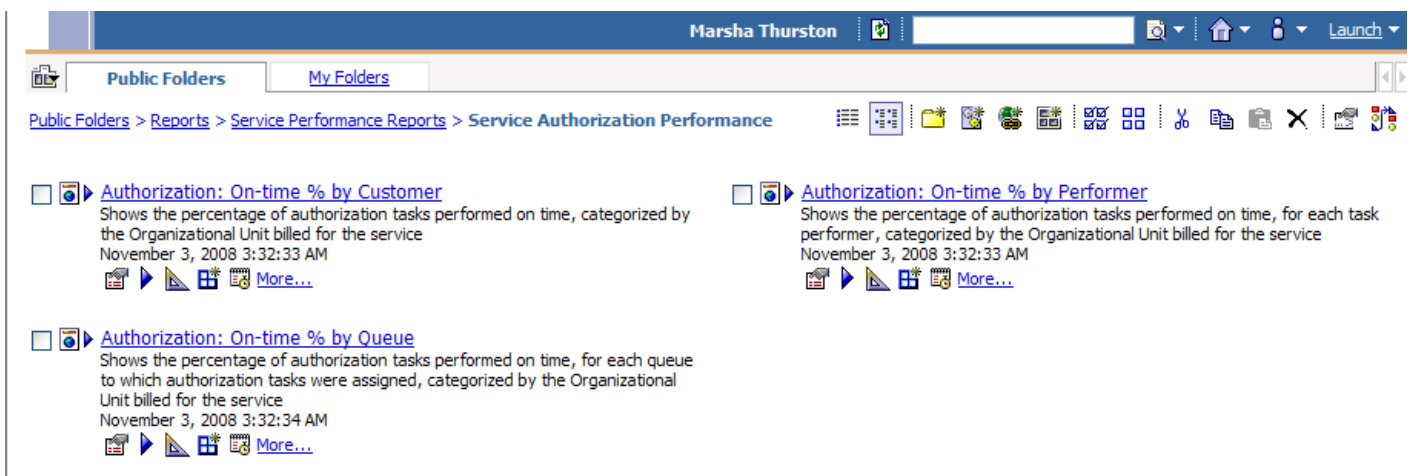 Marsha Thurston Launch
Public Folders My Folders
Public Folders > Reports > Service Performance Reports > Service Authorization Performance
Authorization: On-time % by Customer
Shows the percentage of authorization tasks performed on time, categorized by
the Organizational Unit billed for the service
November 3, 2008 3:32:33 AM
More...
Authorization: On-time % by Performer
Shows the percentage of authorization tasks performed on time, for each task
performer, categorized by the Organizational Unit billed for the service
November 3, 2008 3:32:33 AM
More...
Authorization: On-time % by Queue
Shows the percentage of authorization tasks performed on time, for each queue
to which authorization tasks were assigned, categorized by the Organizational
Unit billed for the service
November 3, 2008 3:32:34 AM
More...